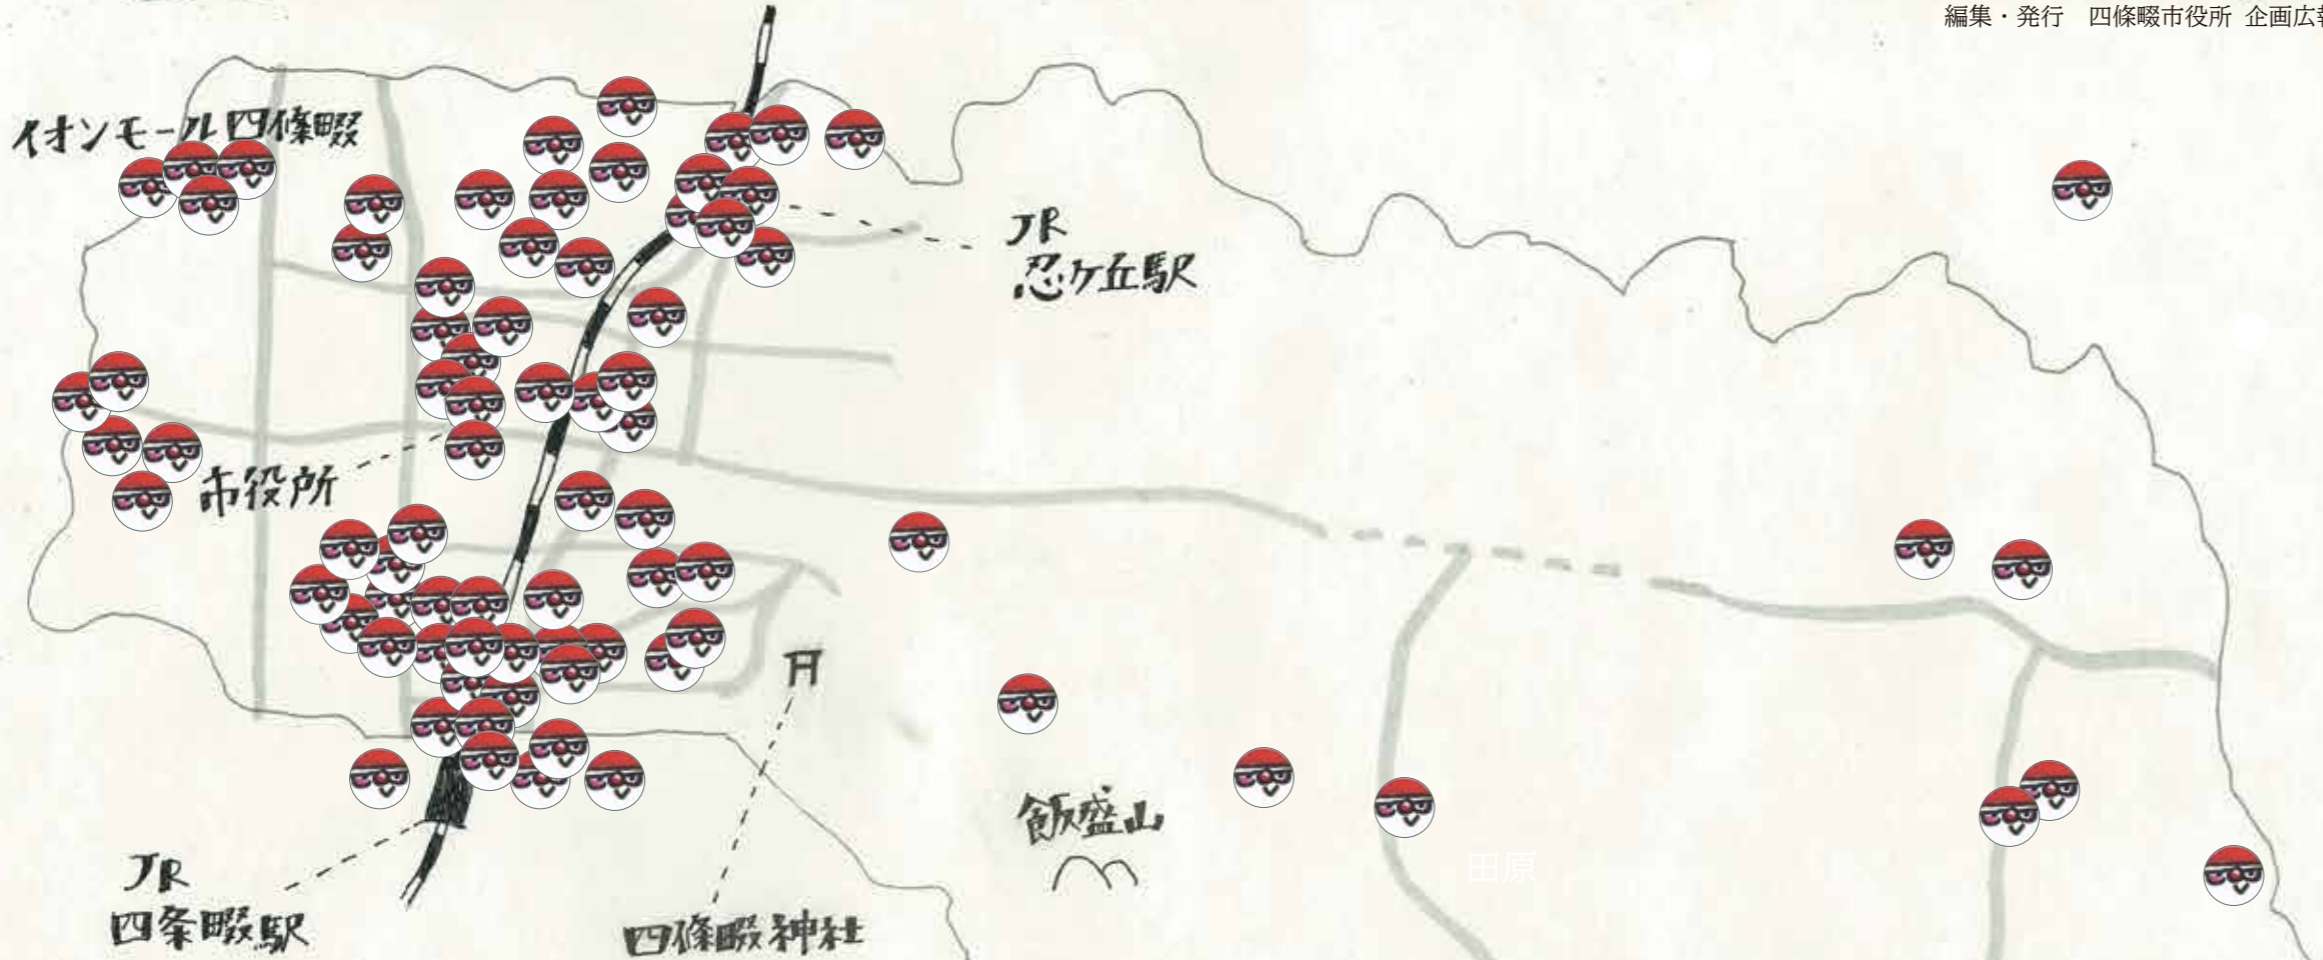 編集・発行　四條畷市役所 企画広報
イオンモール四條畷
JR
忍ケ丘駅
市役所
飯盛山
田原
JR
四条畷駅
四條畷神社